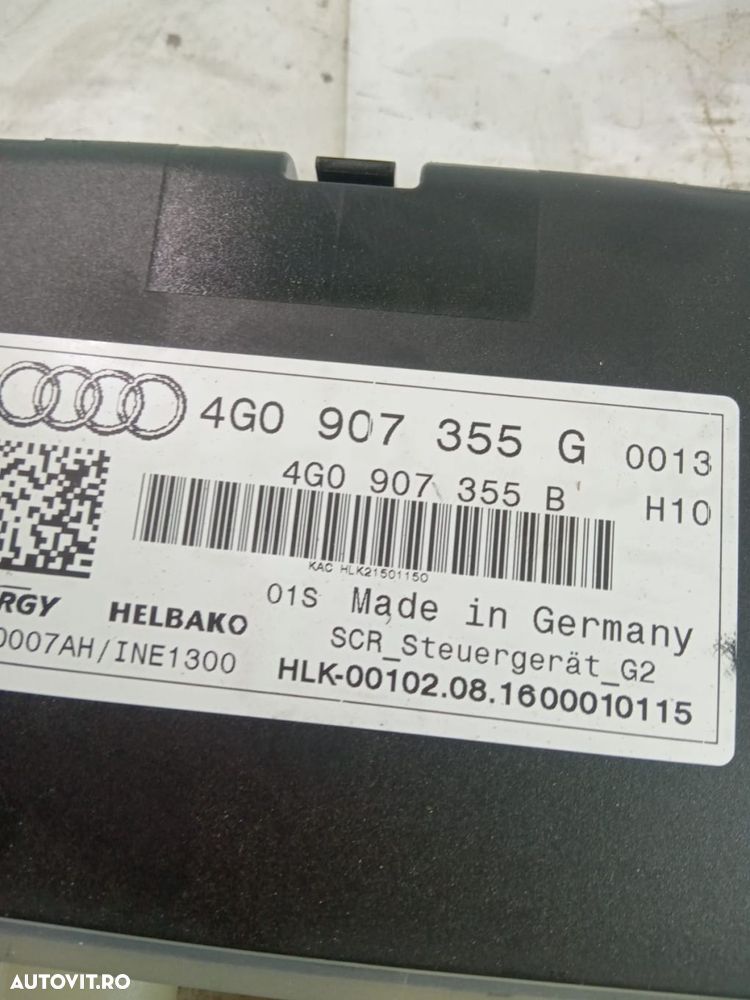 4G0 907 355 G 0013
4G0 907 355 B H10
KAC HLK21501150
01S Made in Germany
RGY HELBAKO
SCR_Steuergerät_G2
0007AH/INE1300
HLK-00102.08.1600010115
AUTOVIT.RO